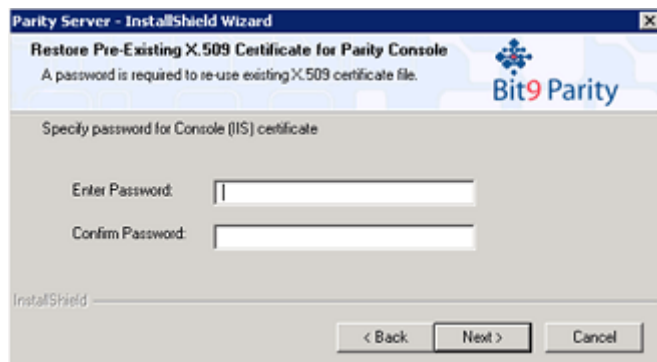 Parity Server - InstallShield Wizard
Restore Pre-Existing X.509 Certificate for Parity Console
A password is required to re-use existing X.509 certificate file.
Bit9 Parity
Specify password for Console (IIS) certificate
Enter Password:
Confirm Password:
InstallShield
< Back
Next >
Cancel